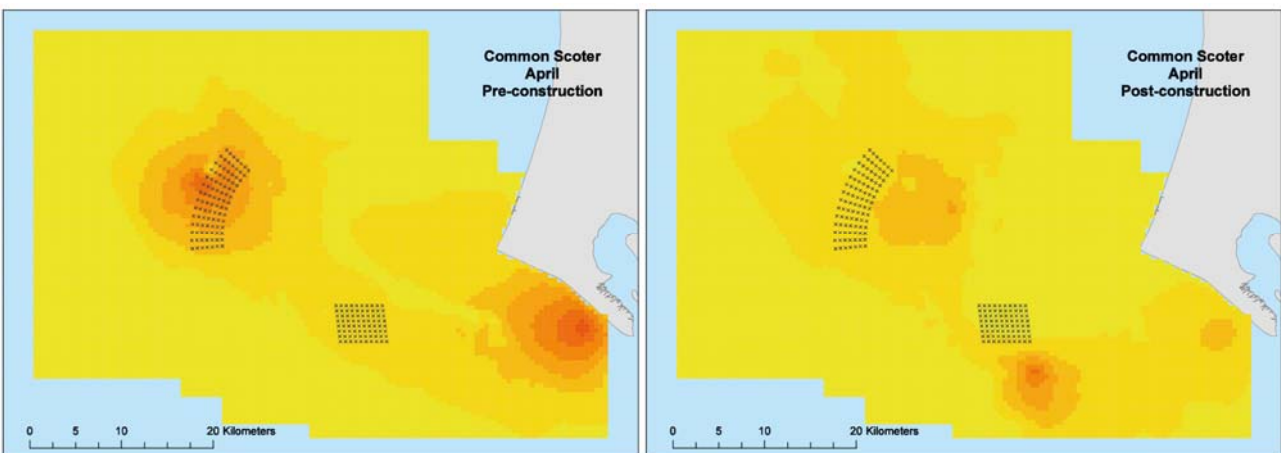 Common Scoter
April
Pre-construction
0 5 10 20 Kilometers
Common Scoter
April
Post-construction
0 5 10 20 Kilometers